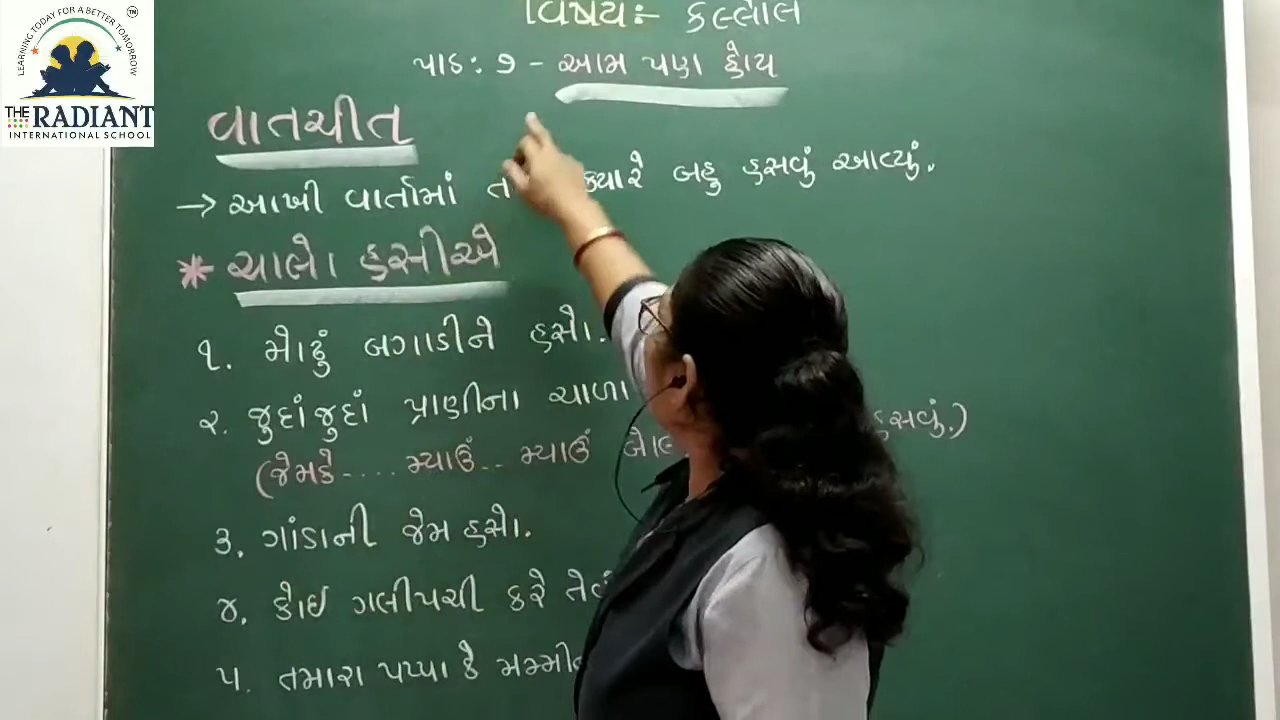 LEARNING TODAY FOR A BETTER TOMORROW
TM
THE RADIANT
INTERNATIONAL SCHOOL
વિષયઃ- કલ્લોલ
પાઠઃ ૭ - આમ પણ હોય
વાતચીત
→ આખી વાર્તામાં ક્યારે બહુ હસવું આવ્યું.
* ચાલો હસીએ
૧. મોઢું બગાડીને હસો.
૨. જુદાંજુદાં પ્રાણીના ચાળા
(જેમકે.... મ્યાઉં.. મ્યાઉં હસવું.)
૩. ગાંડાની જેમ હસો.
૪. કોઈ ગલીપચી કરે
૫. તમારા પપ્પા કે